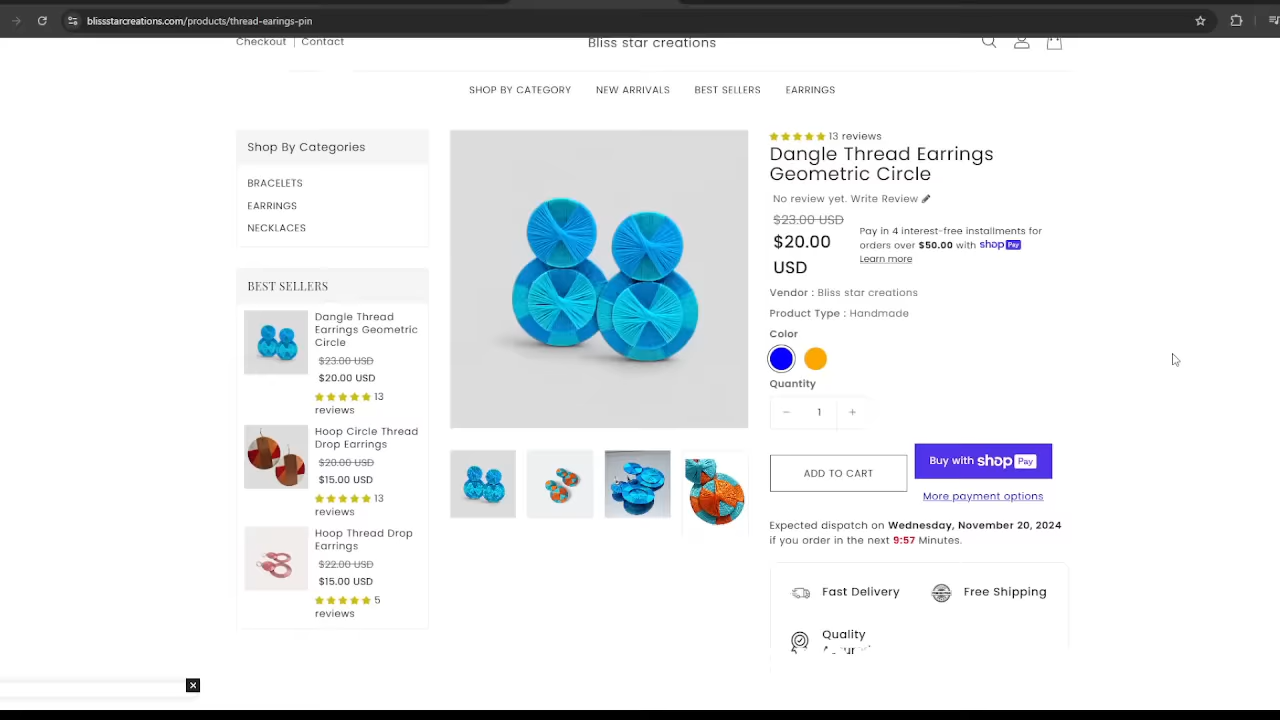 blissstarcreations.com/products/thread-earings-pin
Checkout | Contact
Bliss star creations
SHOP BY CATEGORY
NEW ARRIVALS
BEST SELLERS
EARRINGS
Shop By Categories
BRACELETS
EARRINGS
NECKLACES
BEST SELLERS
Dangle Thread
Earrings Geometric
Circle
$23.00 USD
$20.00 USD
13
reviews
Hoop Circle Thread
Drop Earrings
$20.00 USD
$15.00 USD
13
reviews
Hoop Thread Drop
Earrings
$22.00 USD
$15.00 USD
5
reviews
13 reviews
Dangle Thread Earrings
Geometric Circle
No review yet. Write Review
$23.00 USD
$20.00
USD
Pay in 4 interest-free installments for
orders over $50.00 with shop Pay
Learn more
Vendor : Bliss star creations
Product Type : Handmade
Color
Quantity
− 1 +
ADD TO CART
Buy with shop Pay
More payment options
Expected dispatch on Wednesday, November 20, 2024
if you order in the next 9:57 Minutes.
Fast Delivery
Free Shipping
Quality